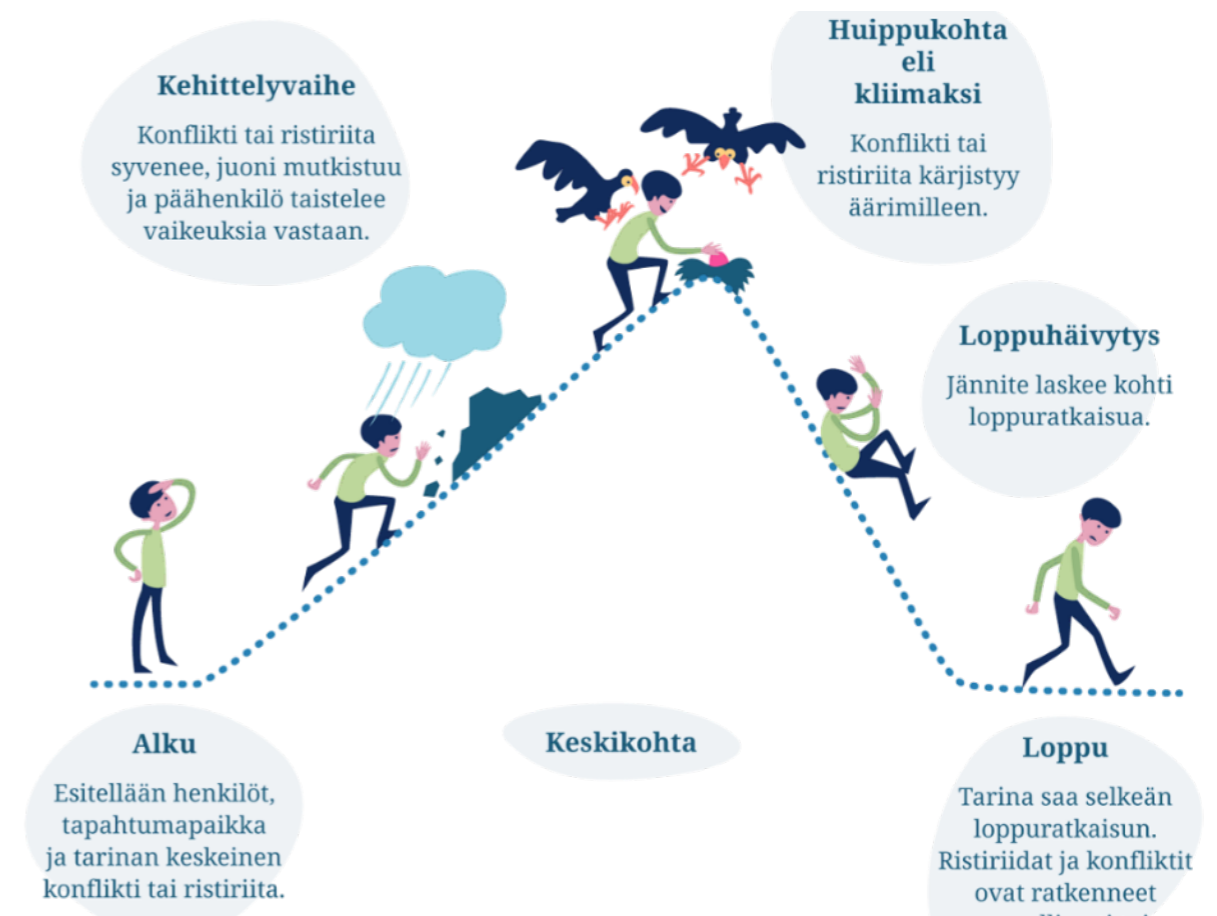 Kehittelyvaihe
Konflikti tai ristiriita
syvenee, juoni mutkistuu
ja päähenkilö taistelee
vaikeuksia vastaan.
Huippukohta
eli
kliimaksi
Konflikti tai
ristiriita kärjistyy
äärimilleen.
Loppuhäivytys
Jännite laskee kohti
loppuratkaisua.
Alku
Esitellään henkilöt,
tapahtumapaikka
ja tarinan keskeinen
konflikti tai ristiriita.
Keskikohta
Loppu
Tarina saa selkeän
loppuratkaisun.
Ristiriidat ja konfliktit
ovat ratkenneet